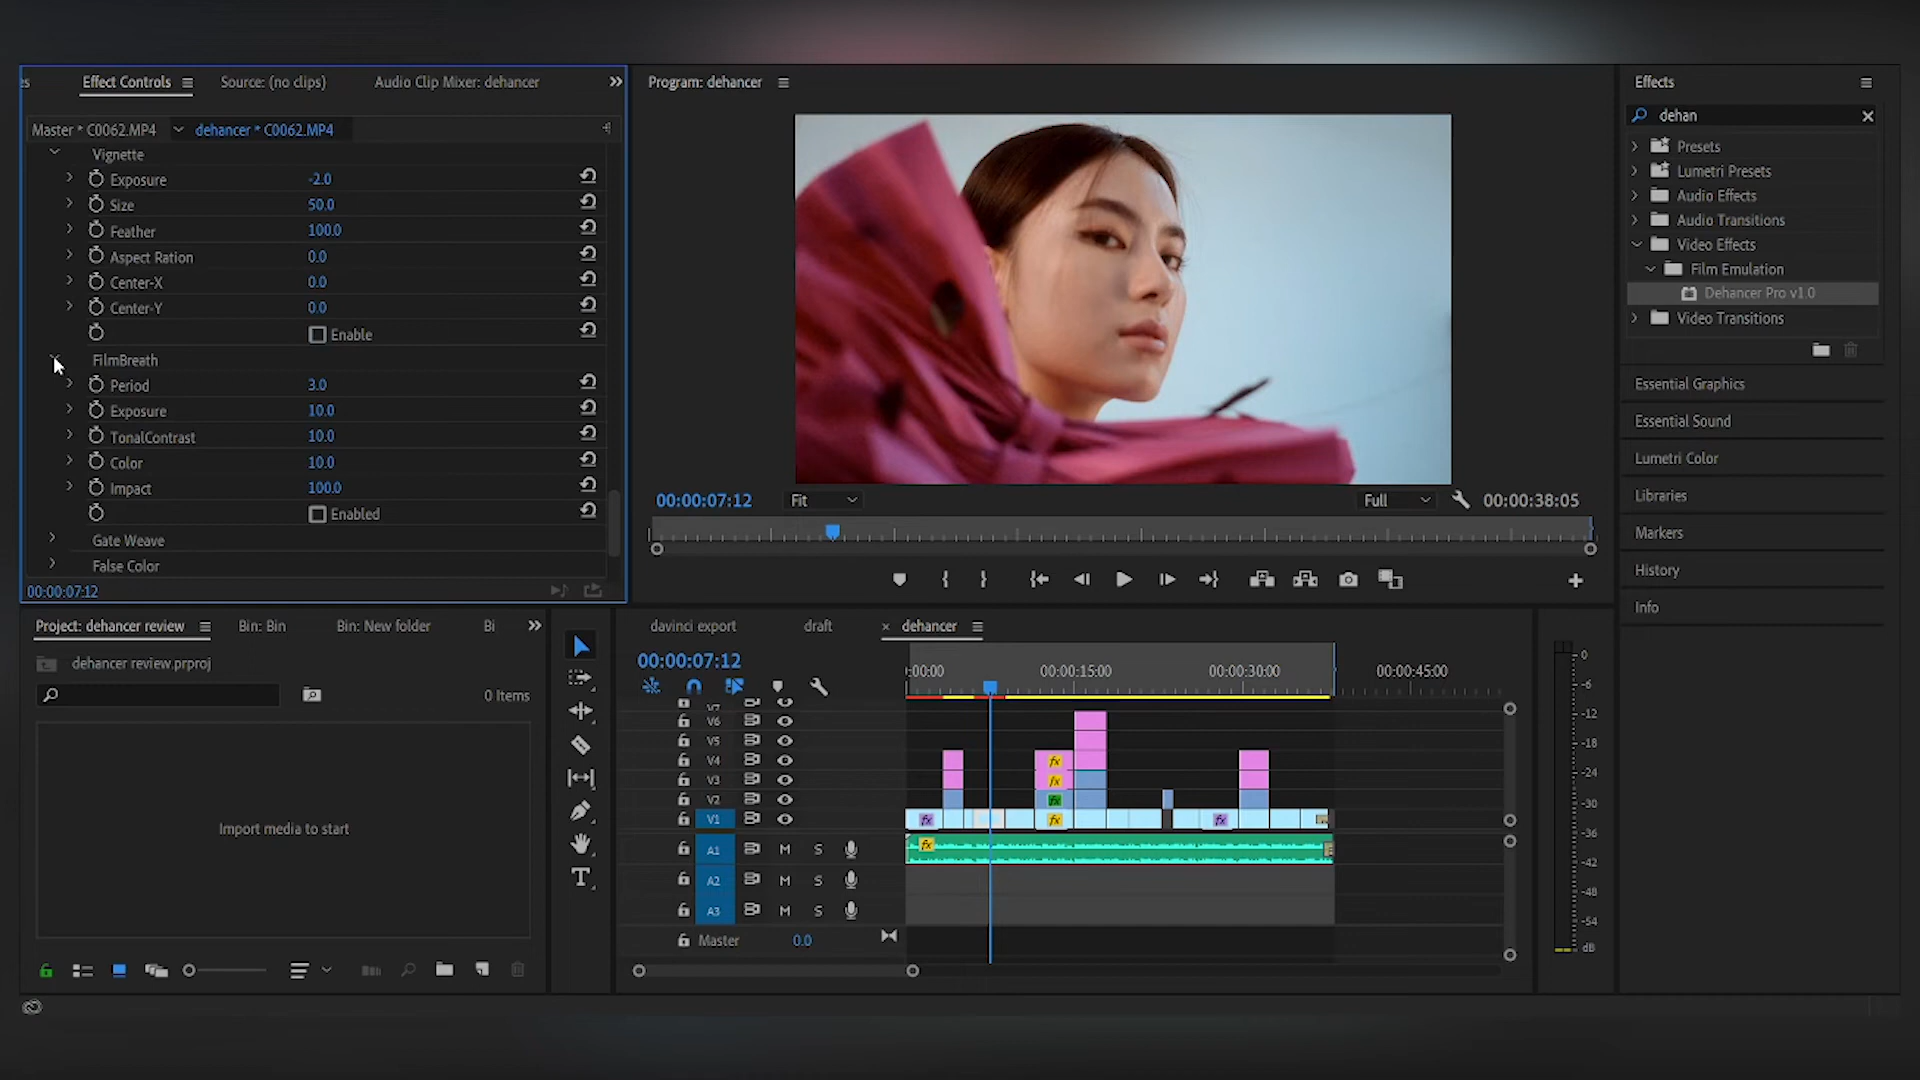 es
Effect Controls
Source: (no clips)
Audio Clip Mixer: dehancer
Master * C0062.MP4
dehancer * C0062.MP4
Vignette
Exposure
-2.0
Size
50.0
Feather
100.0
Aspect Ration
0.0
Center-X
0.0
Center-Y
0.0
Enable
FilmBreath
Period
3.0
Exposure
10.0
TonalContrast
10.0
Color
10.0
Impact
100.0
Enabled
Gate Weave
False Color
00:00:07:12
Program: dehancer
00:00:07:12
Fit
Full
00:00:38:05
Effects
dehan
Presets
Lumetri Presets
Audio Effects
Audio Transitions
Video Effects
Film Emulation
Dehancer Pro v1.0
Video Transitions
Essential Graphics
Essential Sound
Lumetri Color
Libraries
Markers
History
Info
Project: dehancer review
Bin: Bin
Bin: New folder
Bi
dehancer review.prproj
0 Items
Import media to start
T
davinci export
draft
× dehancer
00:00:07:12
:00:00
00:00:15:00
00:00:30:00
00:00:45:00
V7
V6
V5
V4
V3
V2
V1
fx
fx
fx
fx
fx
fx
A1 M S
fx
A2 M S
A3 M S
Master
0.0
0
-6
-12
-18
-24
-30
-36
-42
-48
-54
dB